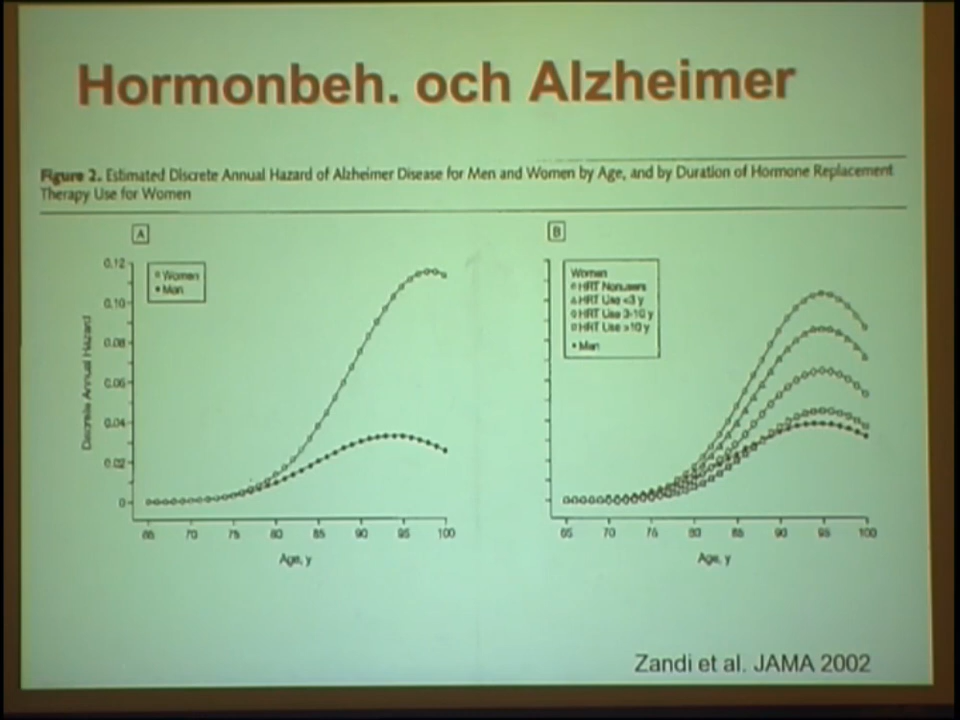 Hormonbeh. och Alzheimer
Figure 2. Estimated Discrete Annual Hazard of Alzheimer Disease for Men and Women by Age, and by Duration of Hormone Replacement
Therapy Use for Women
A
B
0.12
0.10
0.08
0.06
0.04
0.02
0
Discrete Annual Hazard
Women
Men
Women
HRT Nonusers
HRT Use <3 y
HRT Use 3-10 y
HRT Use >10 y
Men
65 70 75 80 85 90 95 100
65 70 75 80 85 90 95 100
Age, y
Age, y
Zandi et al. JAMA 2002